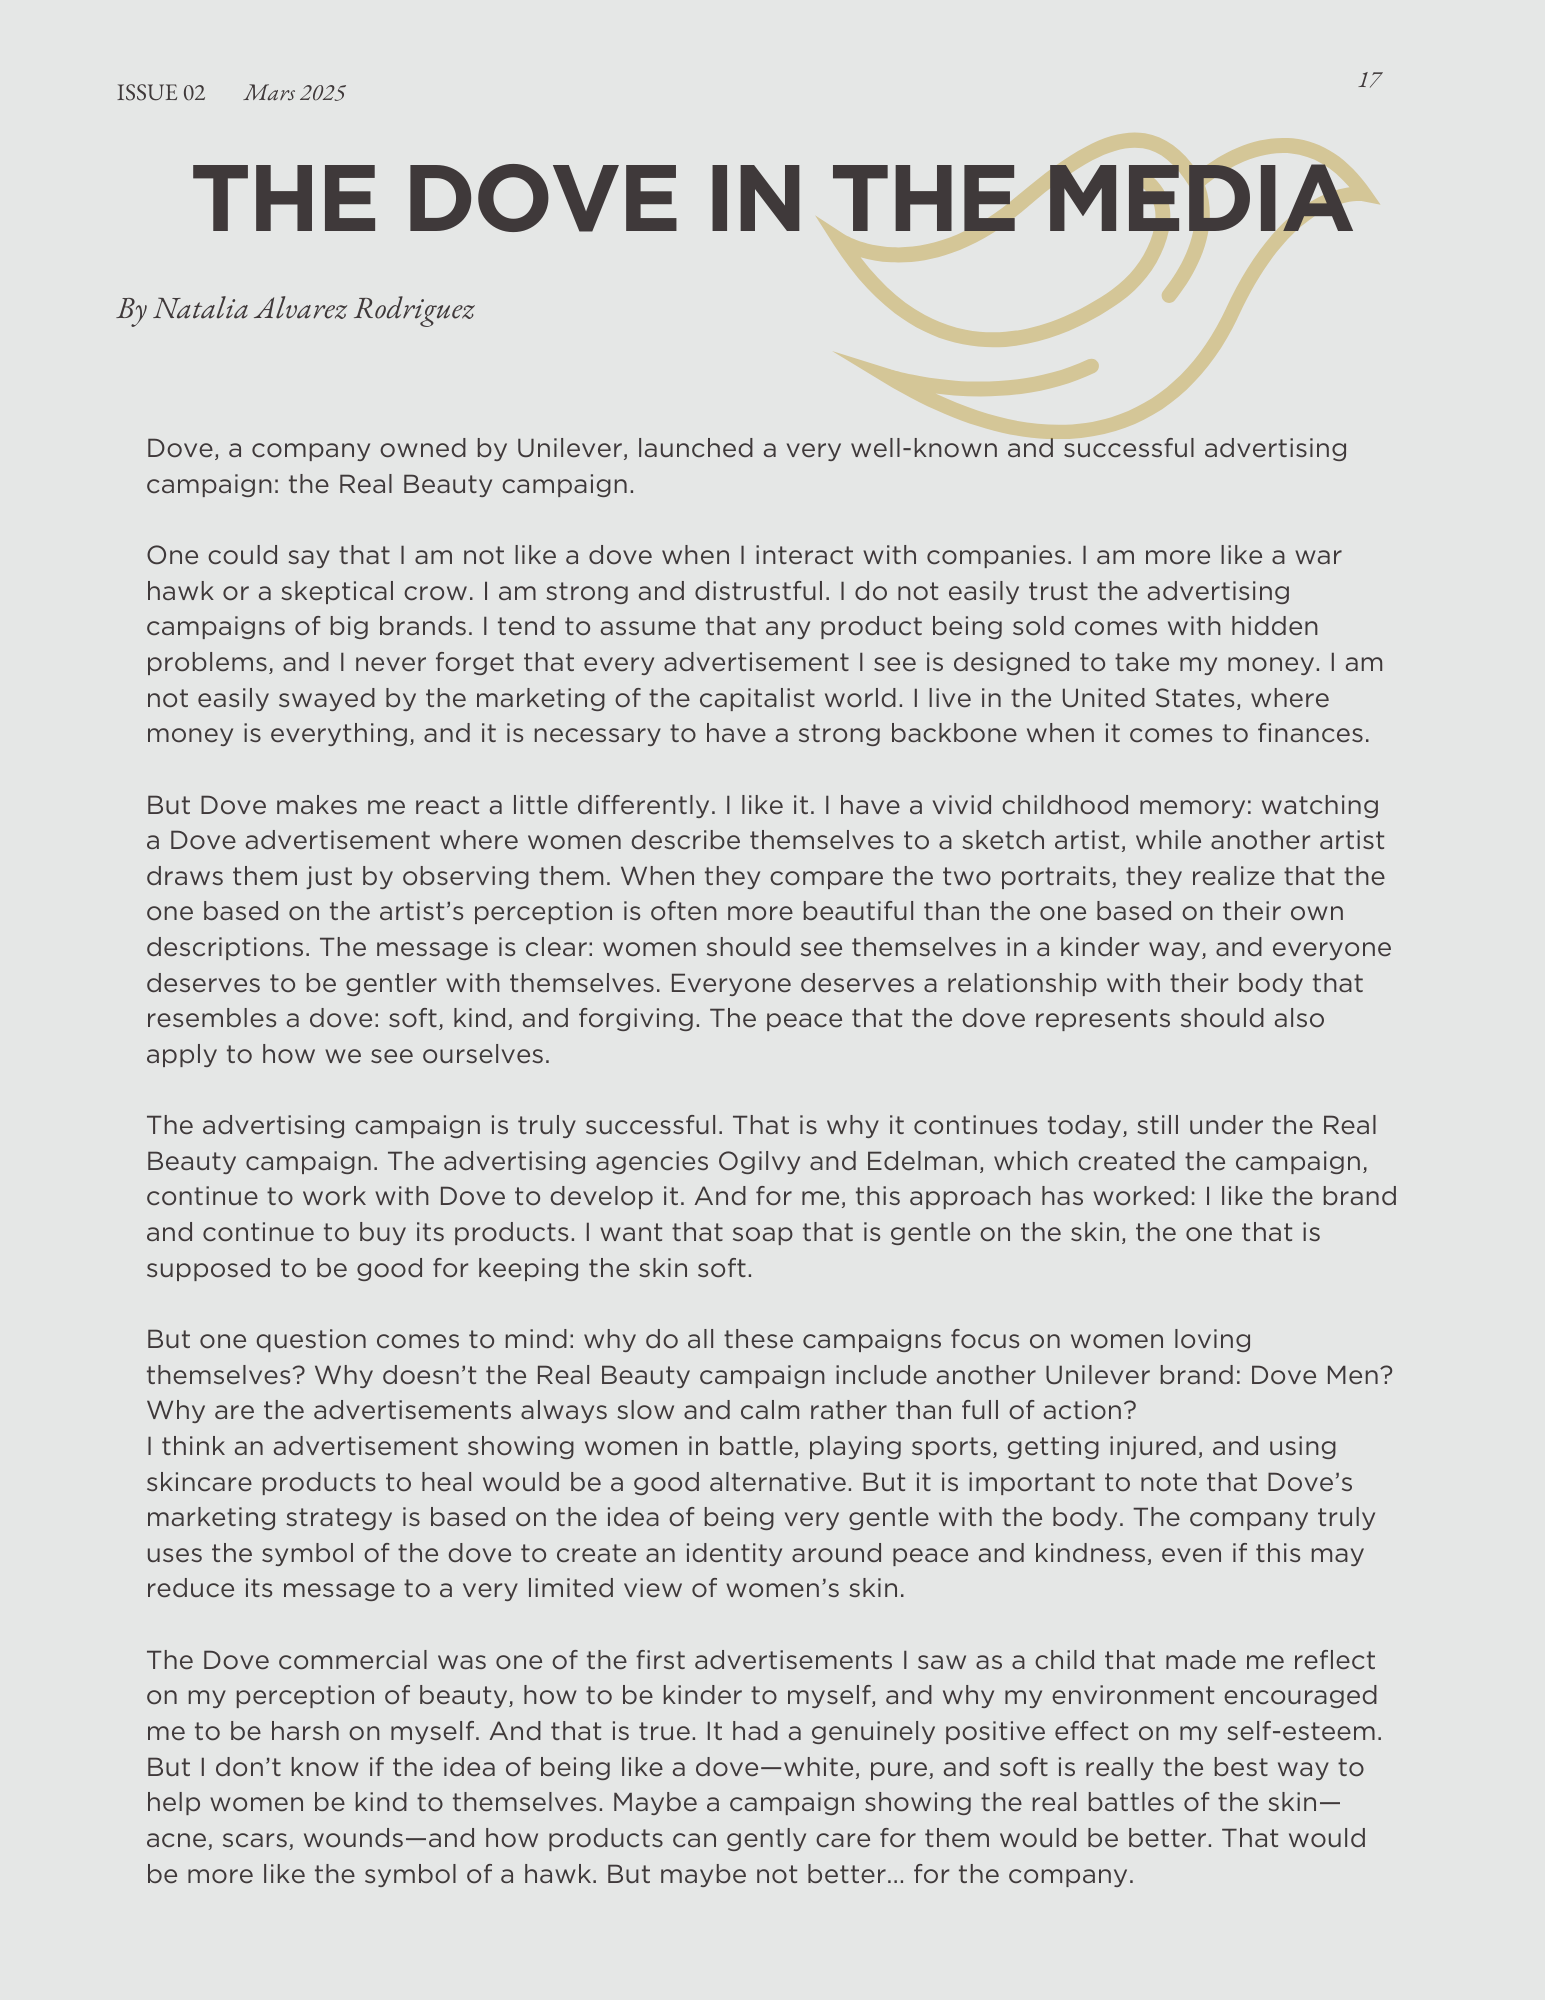 ISSUE 02 Mars 2025
17
THE DOVE IN THE MEDIA
By Natalia Alvarez Rodriguez
Dove, a company owned by Unilever, launched a very well-known and successful advertising
campaign: the Real Beauty campaign.
One could say that I am not like a dove when I interact with companies. I am more like a war
hawk or a skeptical crow. I am strong and distrustful. I do not easily trust the advertising
campaigns of big brands. I tend to assume that any product being sold comes with hidden
problems, and I never forget that every advertisement I see is designed to take my money. I am
not easily swayed by the marketing of the capitalist world. I live in the United States, where
money is everything, and it is necessary to have a strong backbone when it comes to finances.
But Dove makes me react a little differently. I like it. I have a vivid childhood memory: watching
a Dove advertisement where women describe themselves to a sketch artist, while another artist
draws them just by observing them. When they compare the two portraits, they realize that the
one based on the artist’s perception is often more beautiful than the one based on their own
descriptions. The message is clear: women should see themselves in a kinder way, and everyone
deserves to be gentler with themselves. Everyone deserves a relationship with their body that
resembles a dove: soft, kind, and forgiving. The peace that the dove represents should also
apply to how we see ourselves.
The advertising campaign is truly successful. That is why it continues today, still under the Real
Beauty campaign. The advertising agencies Ogilvy and Edelman, which created the campaign,
continue to work with Dove to develop it. And for me, this approach has worked: I like the brand
and continue to buy its products. I want that soap that is gentle on the skin, the one that is
supposed to be good for keeping the skin soft.
But one question comes to mind: why do all these campaigns focus on women loving
themselves? Why doesn’t the Real Beauty campaign include another Unilever brand: Dove Men?
Why are the advertisements always slow and calm rather than full of action?
I think an advertisement showing women in battle, playing sports, getting injured, and using
skincare products to heal would be a good alternative. But it is important to note that Dove’s
marketing strategy is based on the idea of being very gentle with the body. The company truly
uses the symbol of the dove to create an identity around peace and kindness, even if this may
reduce its message to a very limited view of women’s skin.
The Dove commercial was one of the first advertisements I saw as a child that made me reflect
on my perception of beauty, how to be kinder to myself, and why my environment encouraged
me to be harsh on myself. And that is true. It had a genuinely positive effect on my self-esteem.
But I don’t know if the idea of being like a dove—white, pure, and soft is really the best way to
help women be kind to themselves. Maybe a campaign showing the real battles of the skin—
acne, scars, wounds—and how products can gently care for them would be better. That would
be more like the symbol of a hawk. But maybe not better... for the company.